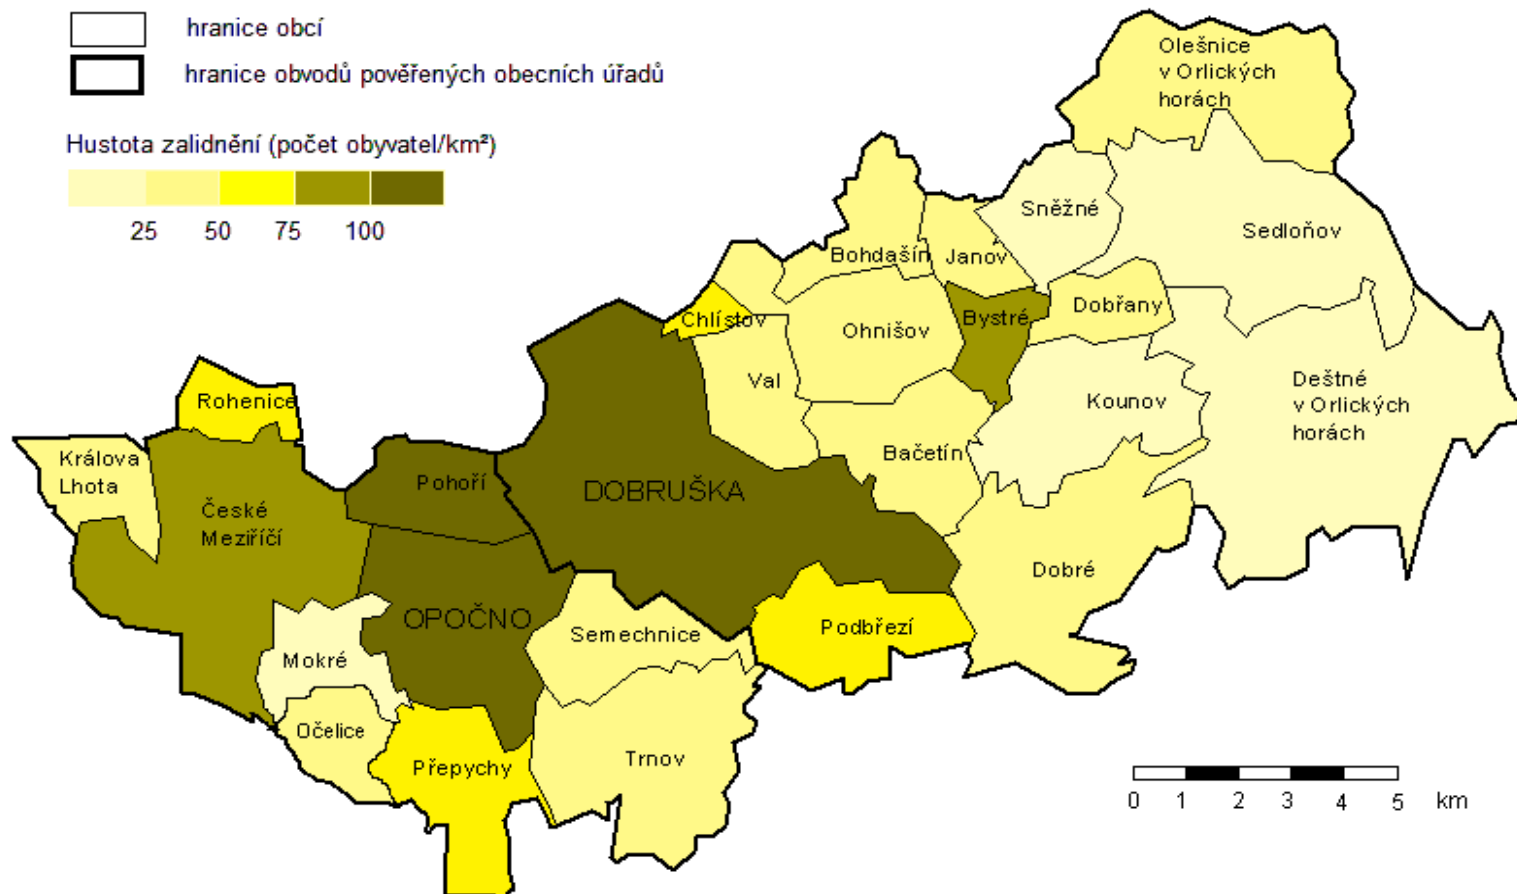 hranice obcí
hranice obvodů pověřených obecních úřadů
Hustota zalidnění (počet obyvatel/km²)
25 50 75 100
Olešnice
v Orlických
horách
Sněžné
Sedloňov
Bohdašín
Janov
Dobřany
Chlístov
Ohnišov
Bystré
Val
Deštné
v Orlických
horách
Rohenice
Kounov
Králova
Lhota
Bačetín
Pohoří
DOBRUŠKA
České
Meziříčí
Dobré
OPOČNO
Semechnice
Podbřezí
Mokré
Očelice
Přepychy
Trnov
0 1 2 3 4 5 km